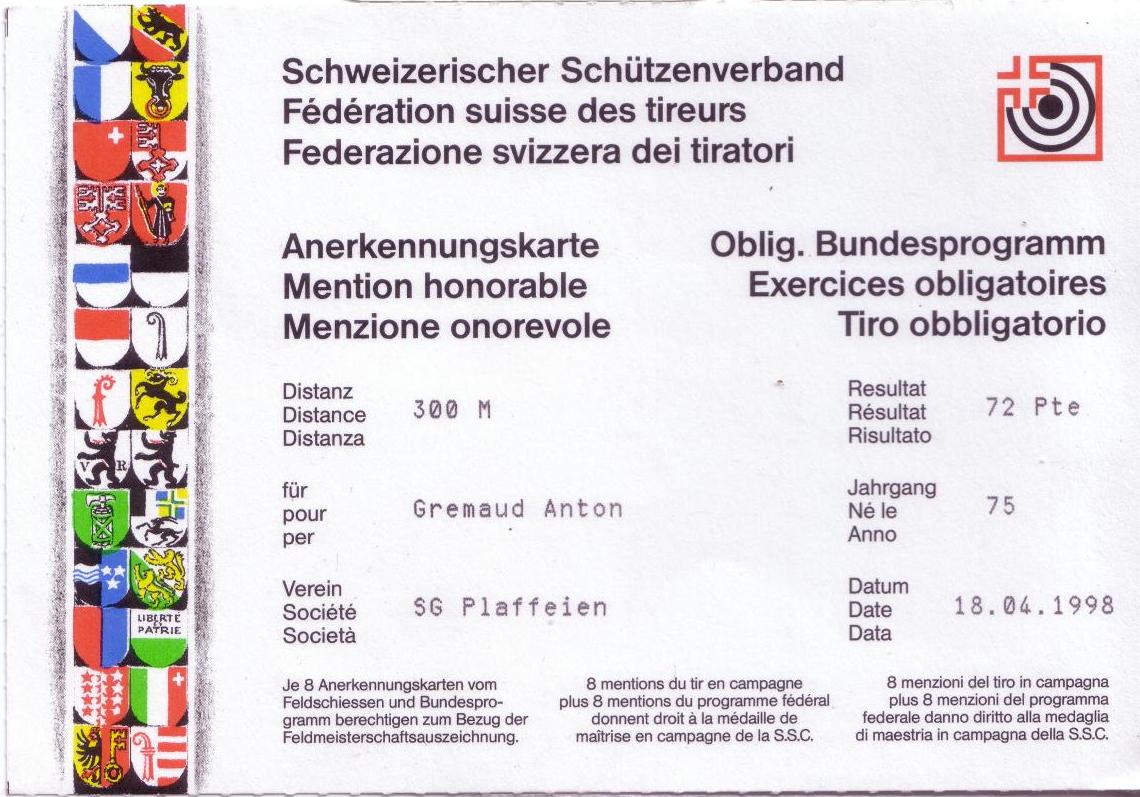 Schweizerischer Schützenverband
Fédération suisse des tireurs
Federazione svizzera dei tiratori
Anerkennungskarte
Mention honorable
Menzione onorevole
Oblig. Bundesprogramm
Exercices obligatoires
Tiro obbligatorio
Distanz
Distance
Distanza
300 M
Resultat
Résultat
Risultato
72 Pte
für
pour
per
Gremaud Anton
Jahrgang
Né le
Anno
75
Verein
Société
Società
SG Plaffeien
Datum
Date
Data
18.04.1998
Je 8 Anerkennungskarten vom
Feldschiessen und Bundespro-
gramm berechtigen zum Bezug der
Feldmeisterschaftsauszeichnung.
8 mentions du tir en campagne
plus 8 mentions du programme fédéral
donnent droit à la médaille de
maîtrise en campagne de la S.S.C.
8 menzioni del tiro in campagna
plus 8 menzioni del programma
federale danno diritto alla medaglia
di maestria in campagna della S.S.C.
V R
LIBERTÉ
ET
PATRIE